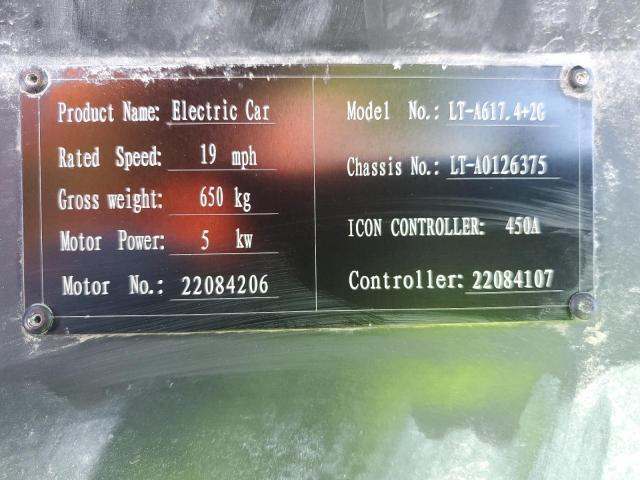 Product Name: Electric Car
Rated Speed: 19 mph
Gross weight: 650 kg
Motor Power: 5 kw
Motor No.: 22084206
Model No.: LT-A617.4+2G
Chassis No.: LT-A0126375
ICON CONTROLLER: 450A
Controller: 22084107